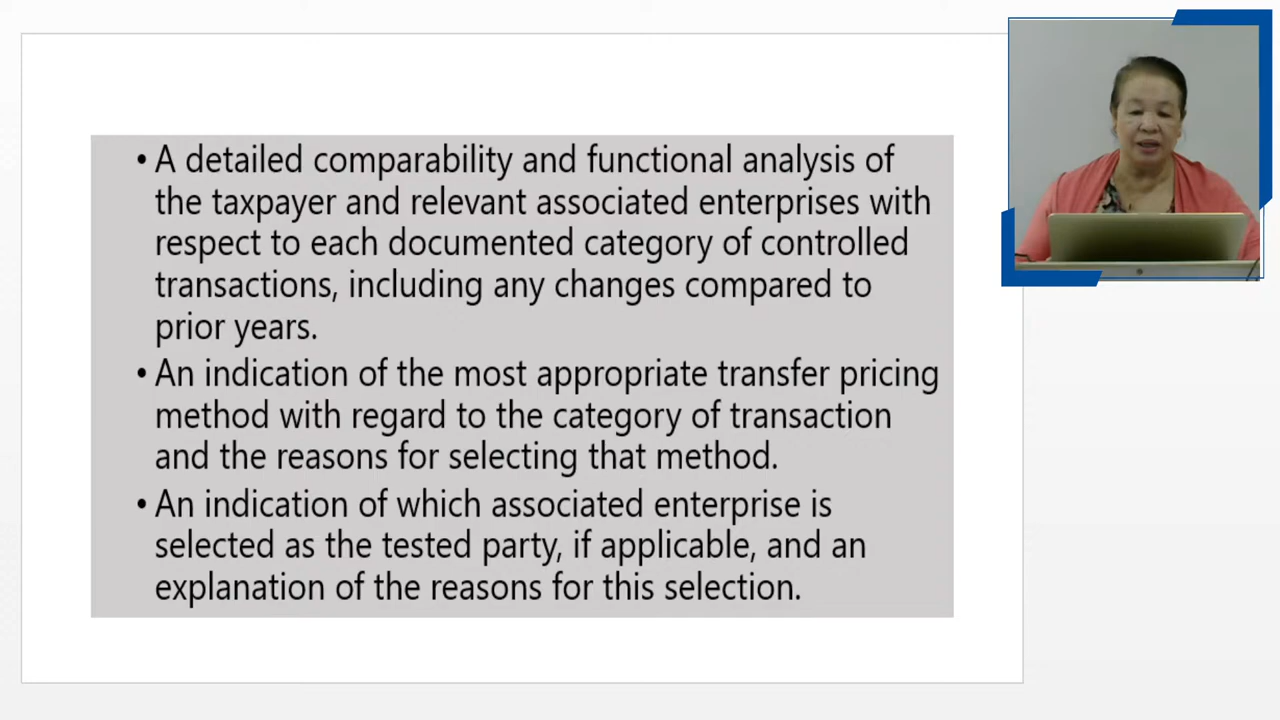 • A detailed comparability and functional analysis of
the taxpayer and relevant associated enterprises with
respect to each documented category of controlled
transactions, including any changes compared to
prior years.
• An indication of the most appropriate transfer pricing
method with regard to the category of transaction
and the reasons for selecting that method.
• An indication of which associated enterprise is
selected as the tested party, if applicable, and an
explanation of the reasons for this selection.